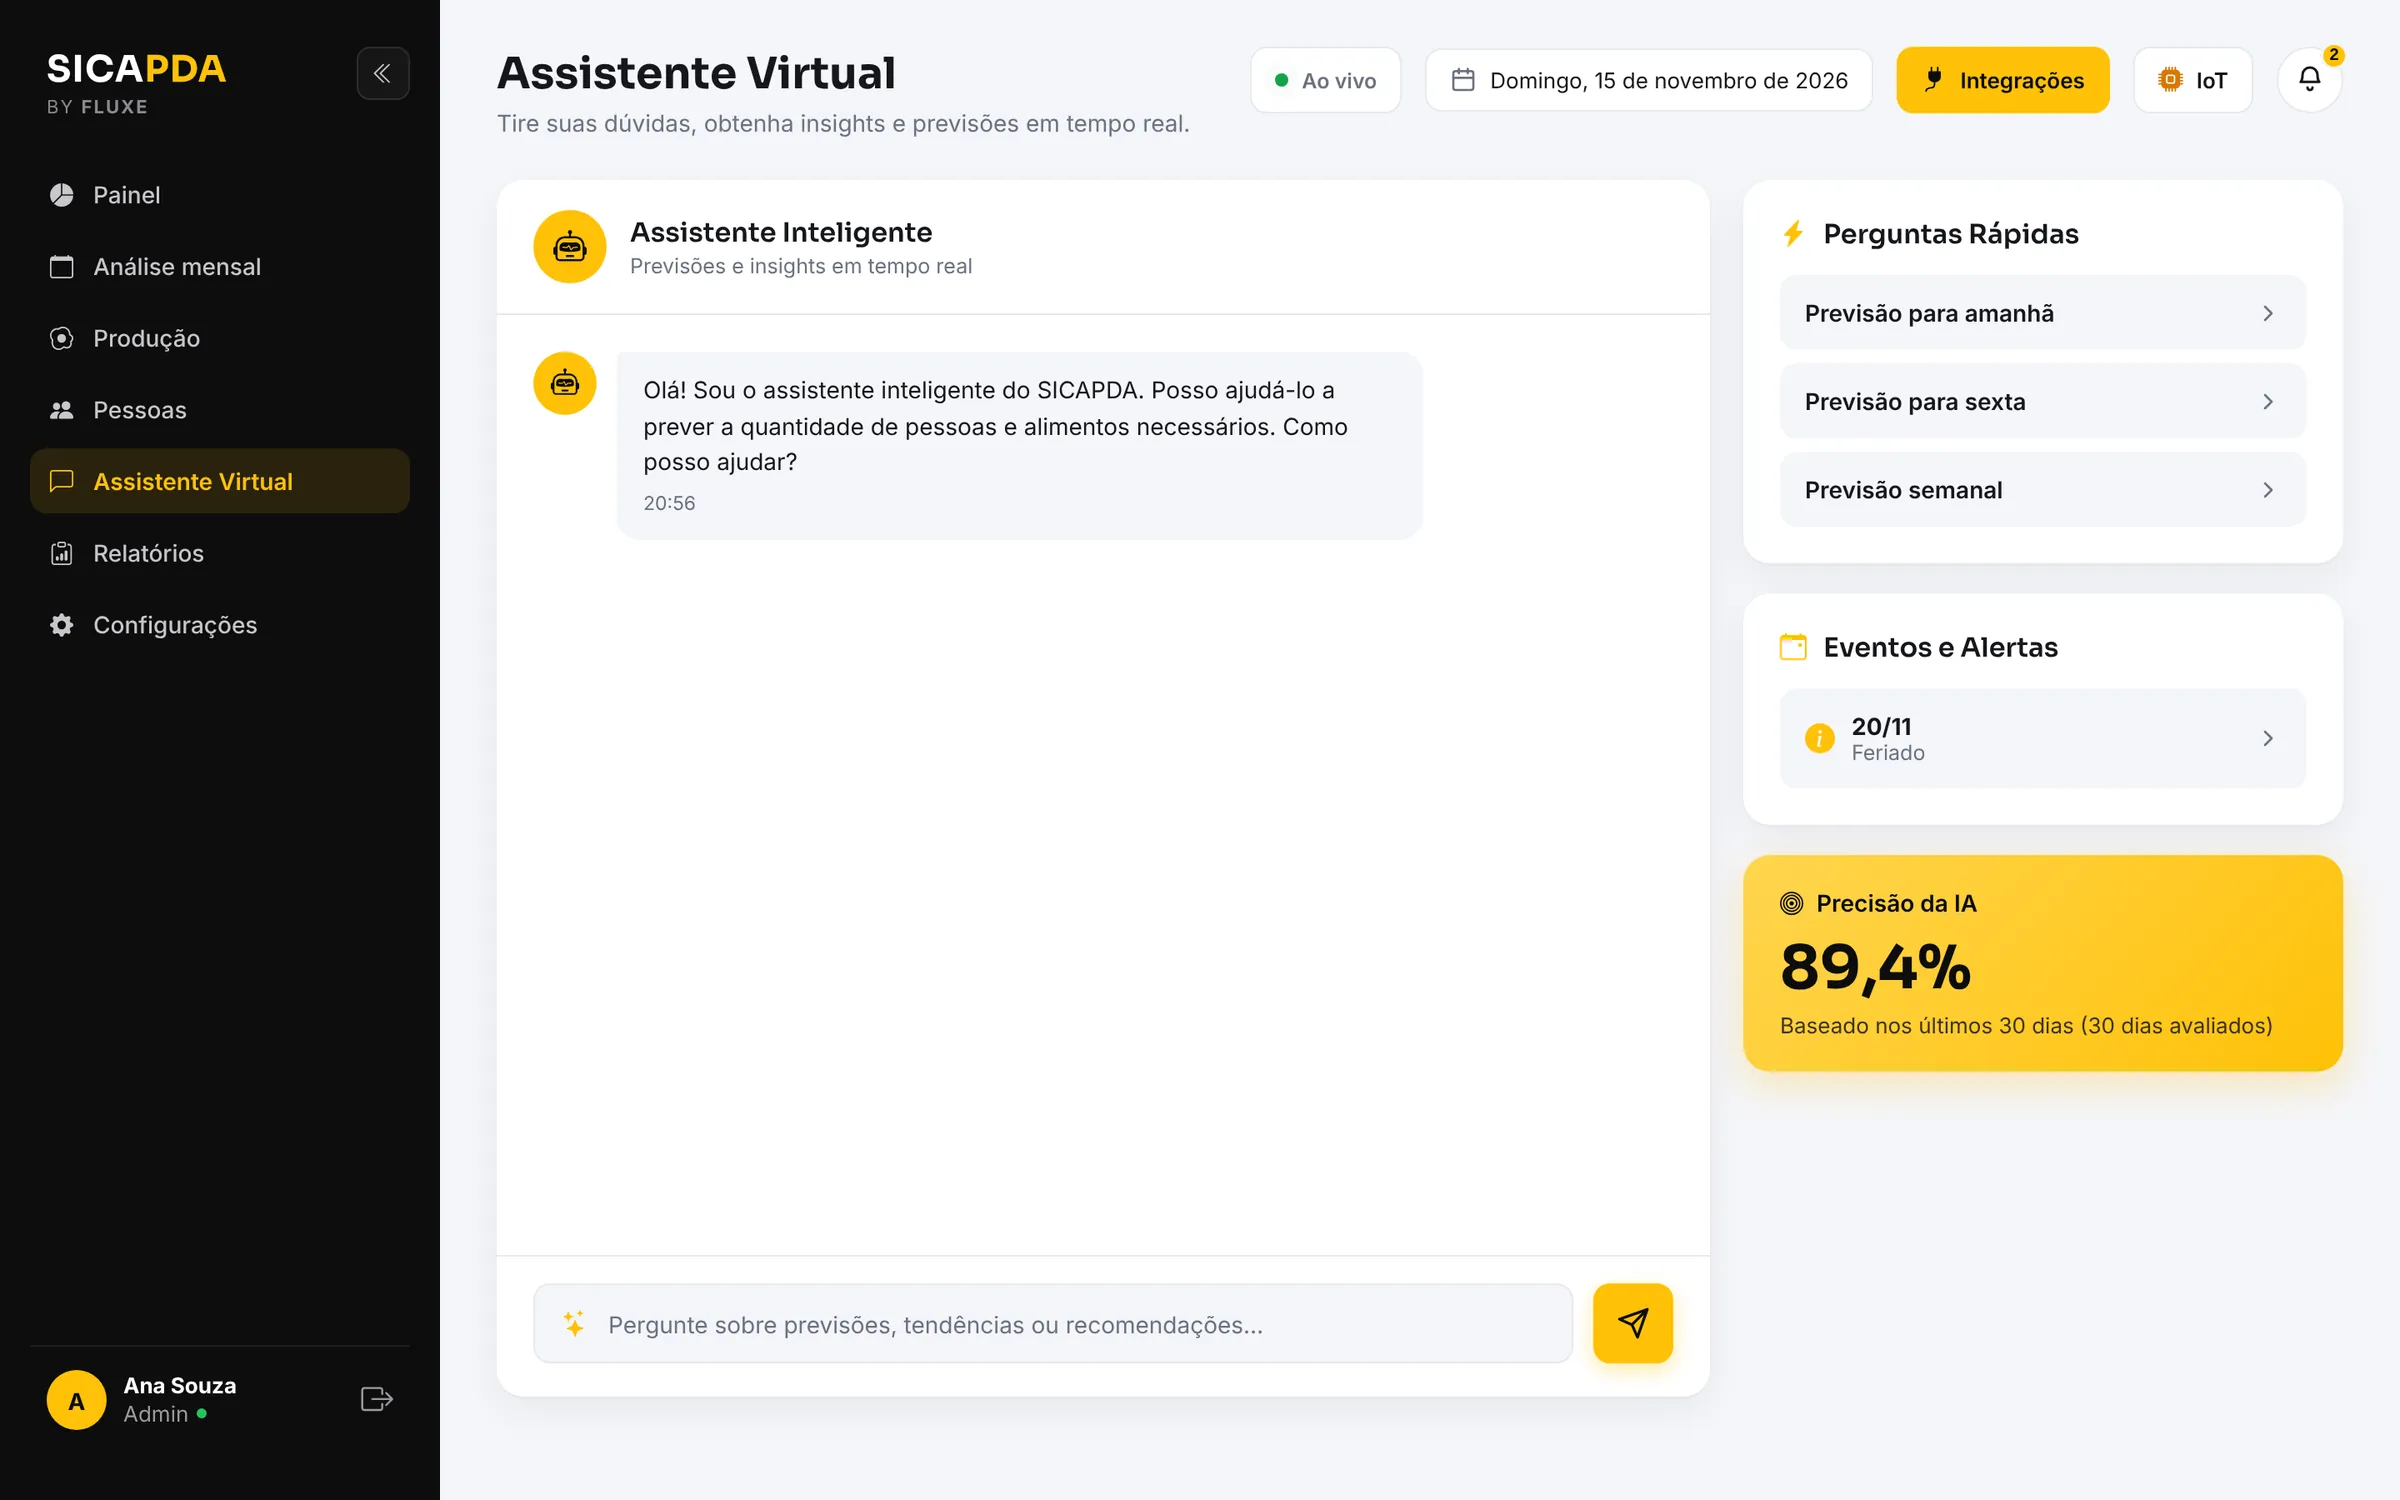 SICAPDA
BY FLUXE
Painel
Análise mensal
Produção
Pessoas
Assistente Virtual
Relatórios
Configurações
A
Ana Souza
Admin
Assistente Virtual
Tire suas dúvidas, obtenha insights e previsões em tempo real.
Ao vivo
Domingo, 15 de novembro de 2026
Integrações
IoT
2
Assistente Inteligente
Previsões e insights em tempo real
Olá! Sou o assistente inteligente do SICAPDA. Posso ajudá-lo a
prever a quantidade de pessoas e alimentos necessários. Como
posso ajudar?
20:56
Pergunte sobre previsões, tendências ou recomendações...
Perguntas Rápidas
Previsão para amanhã
Previsão para sexta
Previsão semanal
Eventos e Alertas
20/11
Feriado
Precisão da IA
89,4%
Baseado nos últimos 30 dias (30 dias avaliados)